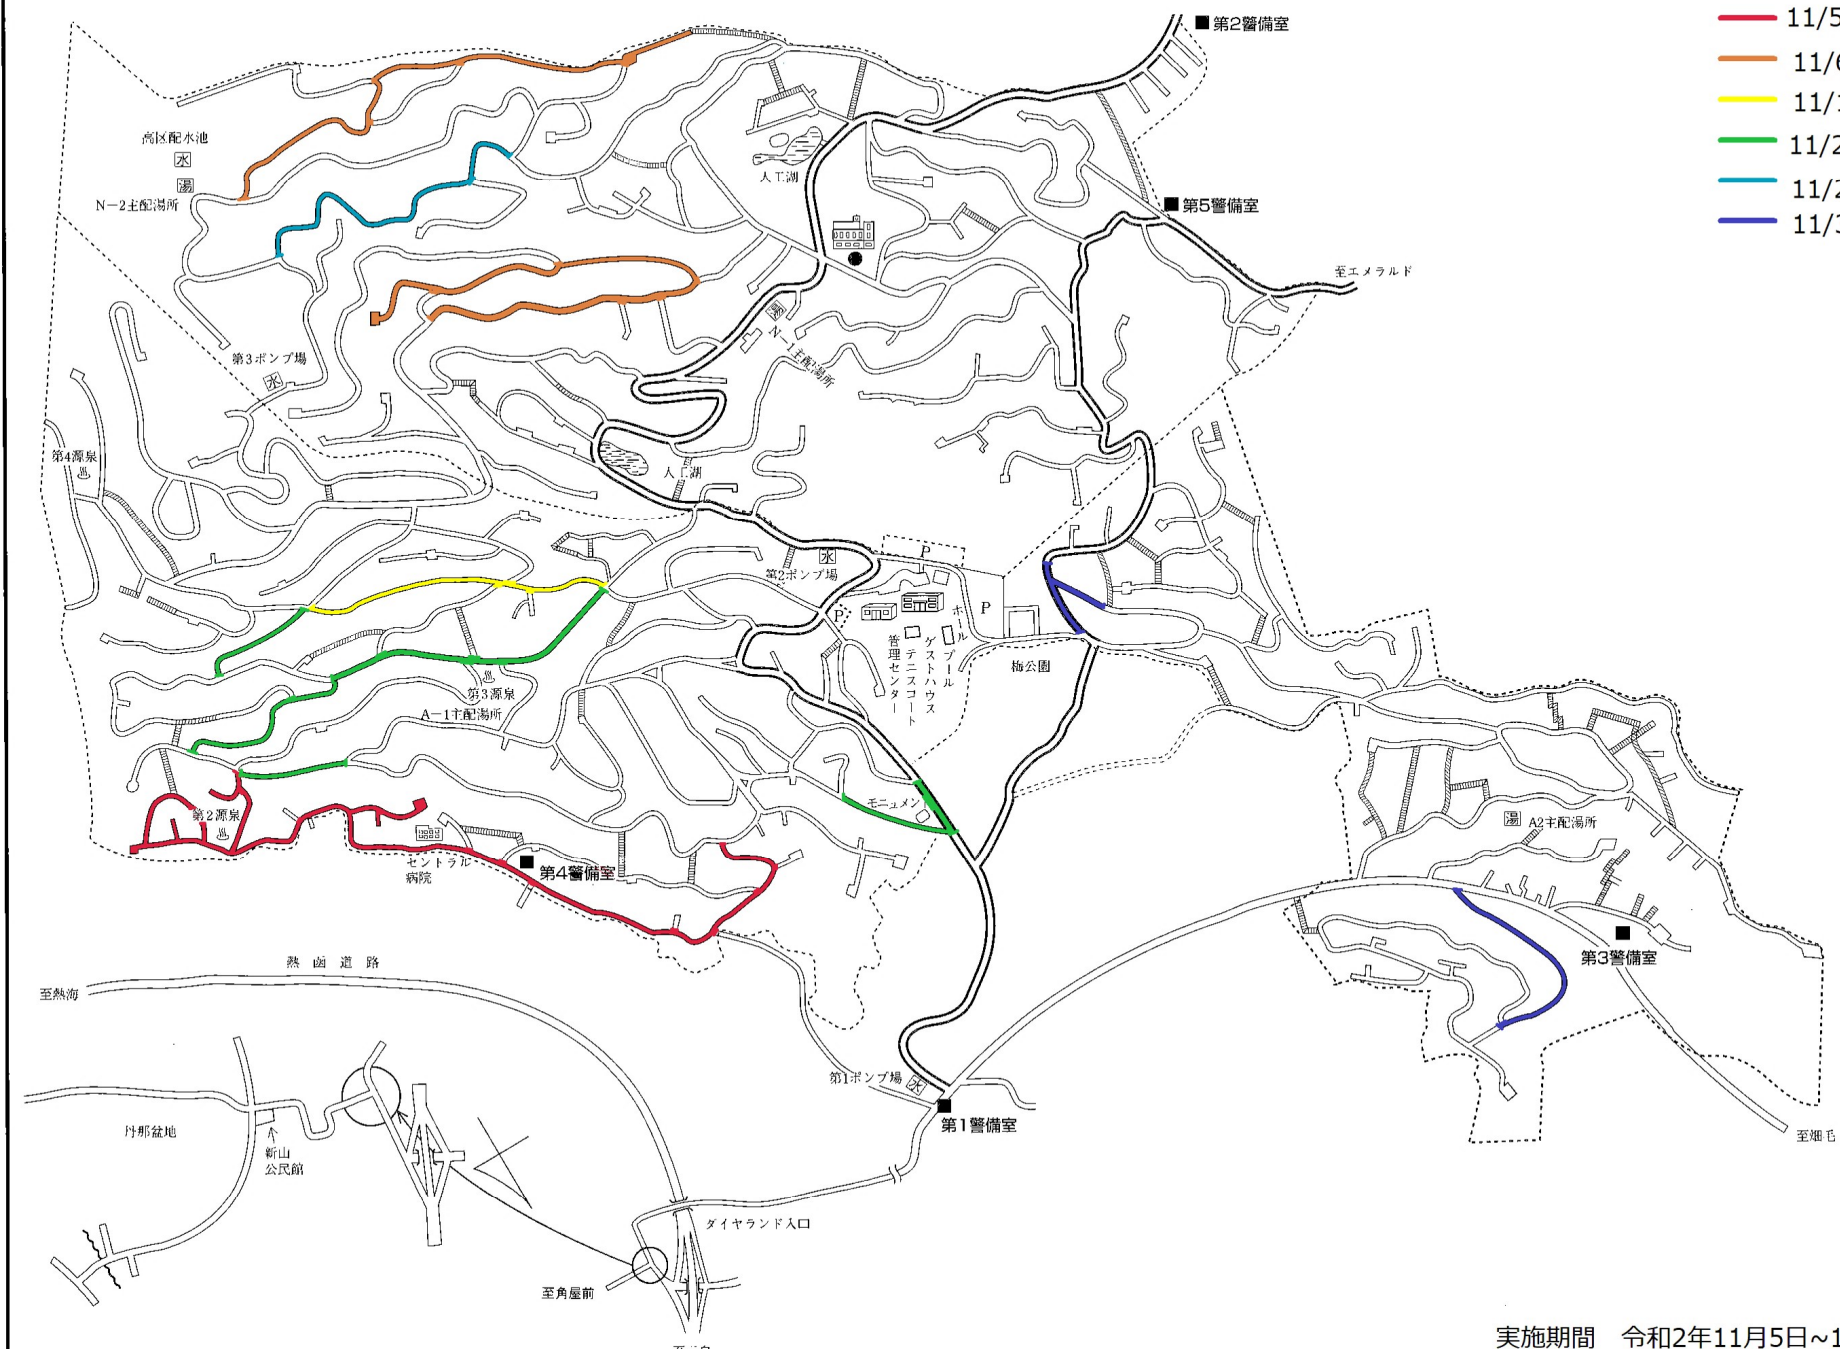 第2警備室
11/5
11/6
11/1
11/2
11/2
11/3
高区配水池
水
湯
N－2主配湯所
人工湖
第5警備室
至エメラルド
湯
N－1主配湯所
第3ポンプ場
水
第4源泉
人工湖
水
第2ポンプ場
P
P
P
ホール
プール
ゲストハウス
テニスコート
管理センター
梅公園
第3源泉
A－1主配湯所
モニュメン
第2源泉
セントラル
病院
第4警備室
湯
A2主配湯所
第3警備室
熱函道路
至熱海
第1ポンプ場
水
第1警備室
丹那盆地
新山
公民館
ダイヤランド入口
至角屋前
至畑毛
実施期間 令和2年11月5日~1